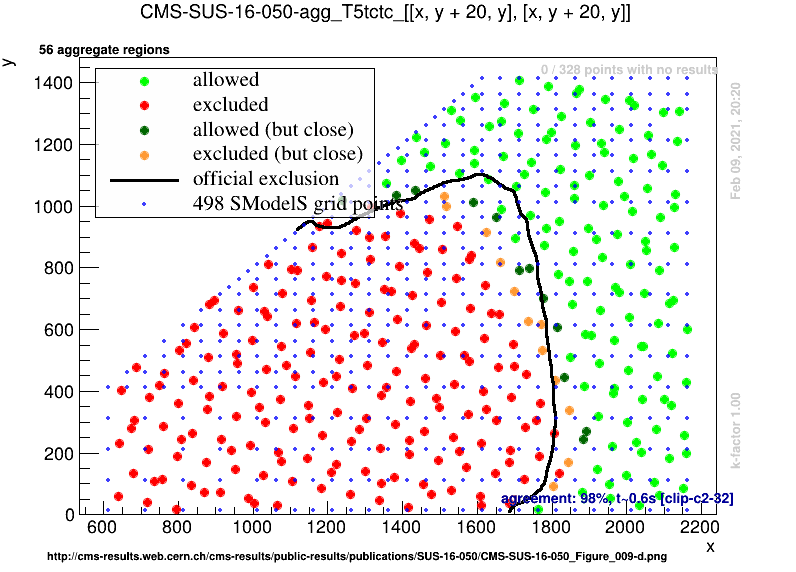 CMS-SUS-16-050-agg_T5tctc_[[x, y + 20, y], [x, y + 20, y]]
56 aggregate regions
y
0 / 328 points with no results
allowed
excluded
allowed (but close)
excluded (but close)
official exclusion
498 SModelS grid points
1400
1200
1000
800
600
400
200
0
Feb 09, 2021, 20:20
k-factor 1.00
agreement: 98%, t~0.6s [clip-c2-32]
600 800 1000 1200 1400 1600 1800 2000 2200
x
http://cms-results.web.cern.ch/cms-results/public-results/publications/SUS-16-050/CMS-SUS-16-050_Figure_009-d.png